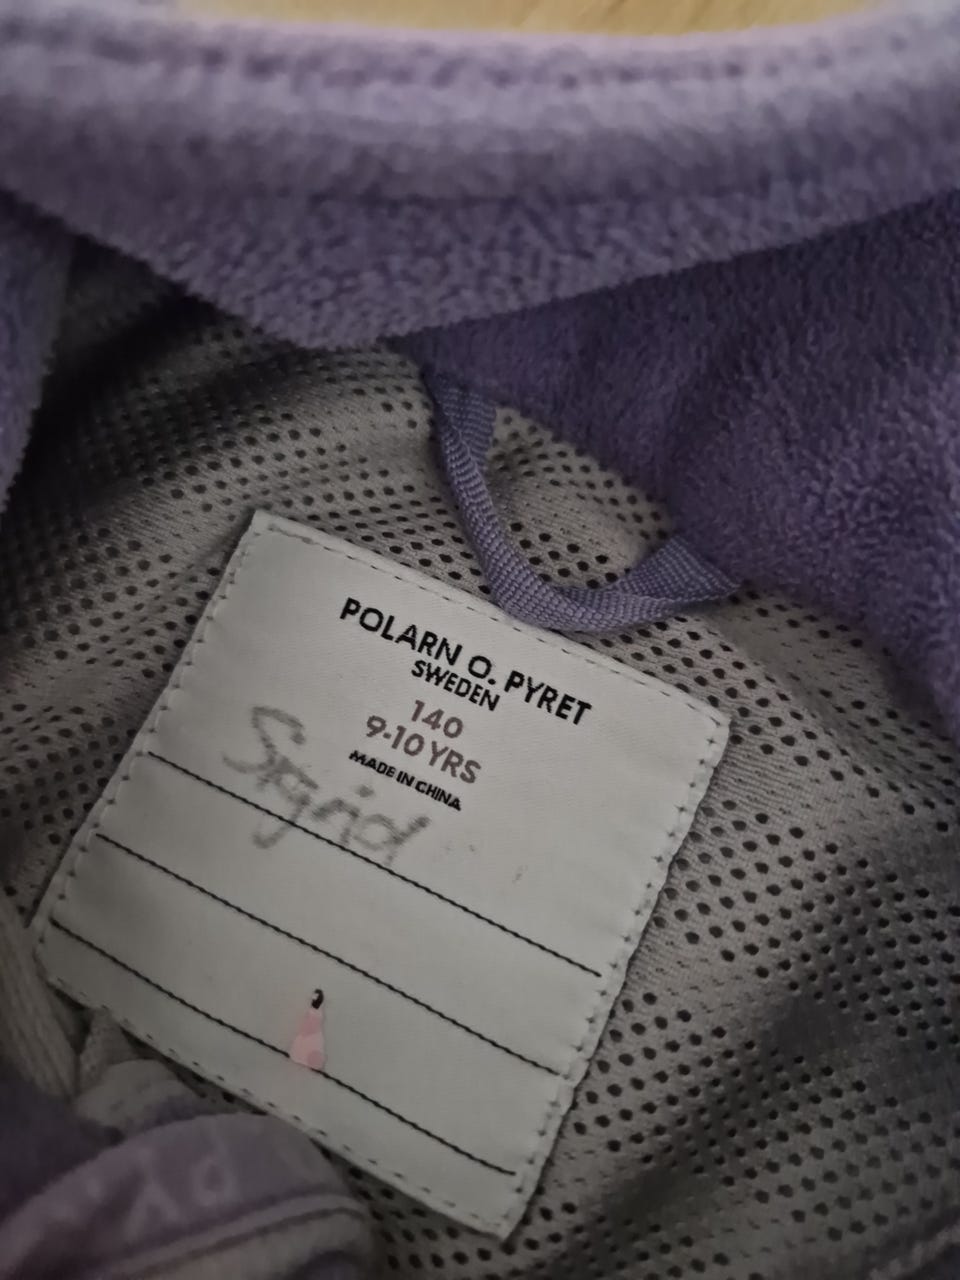 POLARN O. PYRET
SWEDEN
140
9-10 YRS
MADE IN CHINA
Sigrid